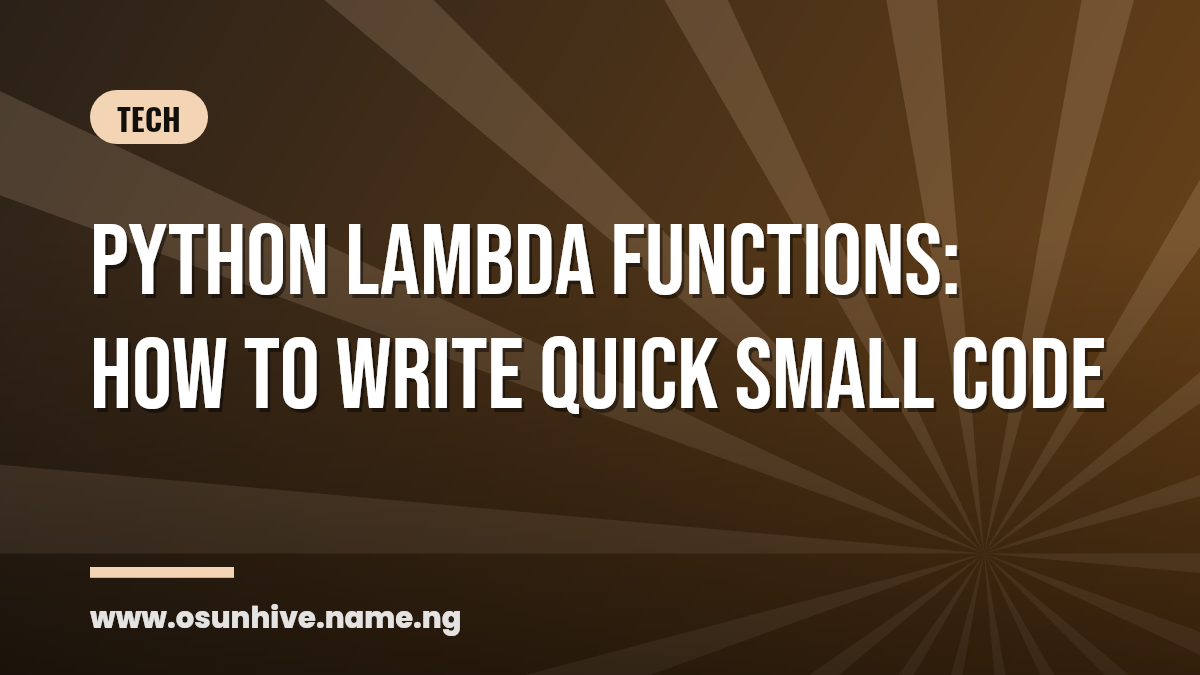 TECH
PYTHON LAMBDA FUNCTIONS:
HOW TO WRITE QUICK SMALL CODE
www.osunhive.name.ng